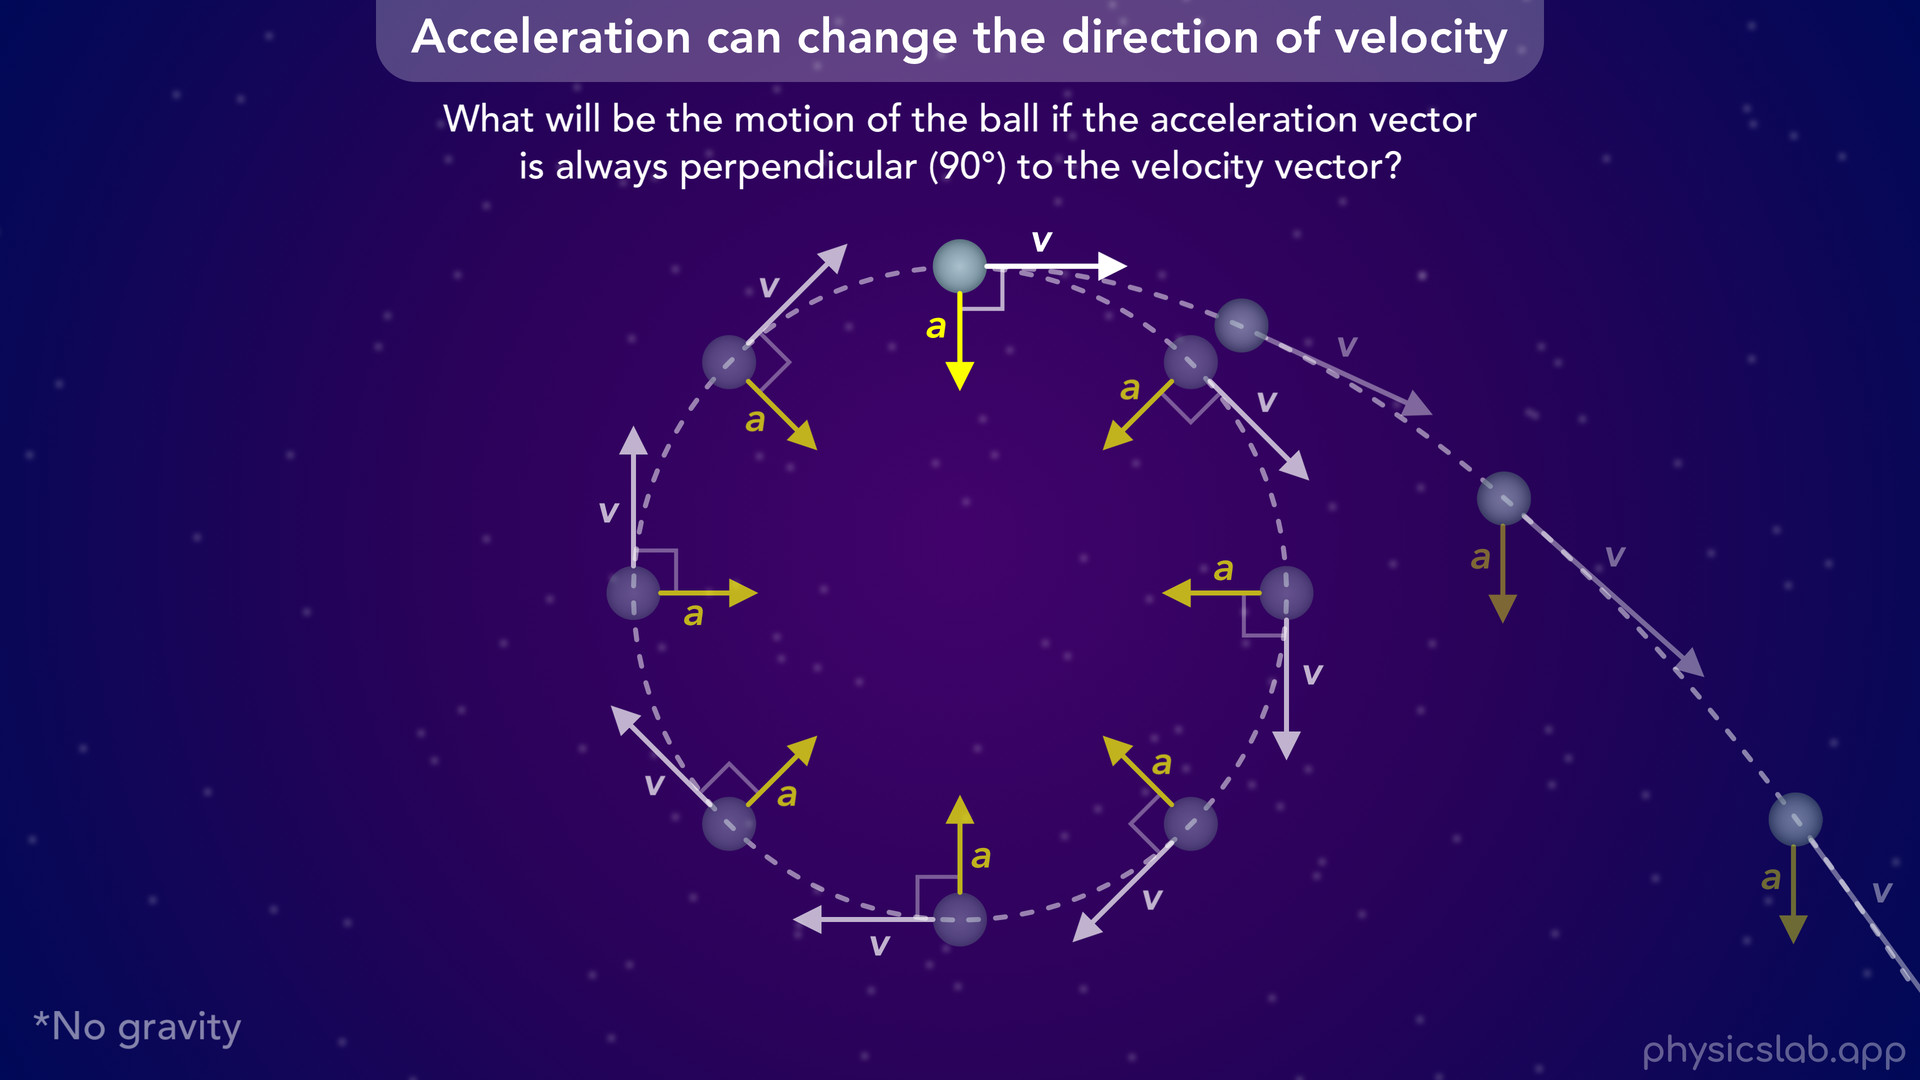 Acceleration can change the direction of velocity
What will be the motion of the ball if the acceleration vector
is always perpendicular (90°) to the velocity vector?
v
v
a
v
a
v
a
v
v
a
a
v
a
v
v
a
a
v
a
v
a
v
a
v
*No gravity
physicslab.app